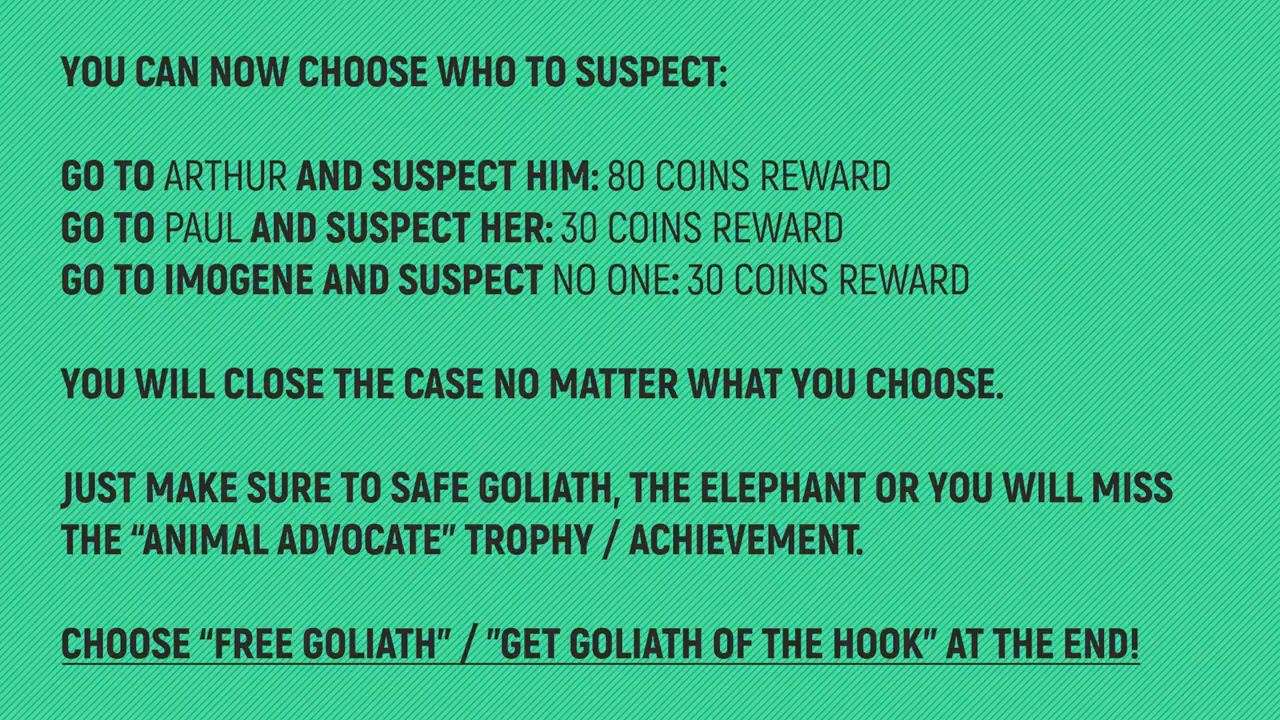 YOU CAN NOW CHOOSE WHO TO SUSPECT:
GO TO ARTHUR AND SUSPECT HIM: 80 COINS REWARD
GO TO PAUL AND SUSPECT HER: 30 COINS REWARD
GO TO IMOGENE AND SUSPECT NO ONE: 30 COINS REWARD
YOU WILL CLOSE THE CASE NO MATTER WHAT YOU CHOOSE.
JUST MAKE SURE TO SAFE GOLIATH, THE ELEPHANT OR YOU WILL MISS
THE “ANIMAL ADVOCATE” TROPHY / ACHIEVEMENT.
CHOOSE “FREE GOLIATH” / ”GET GOLIATH OF THE HOOK” AT THE END!